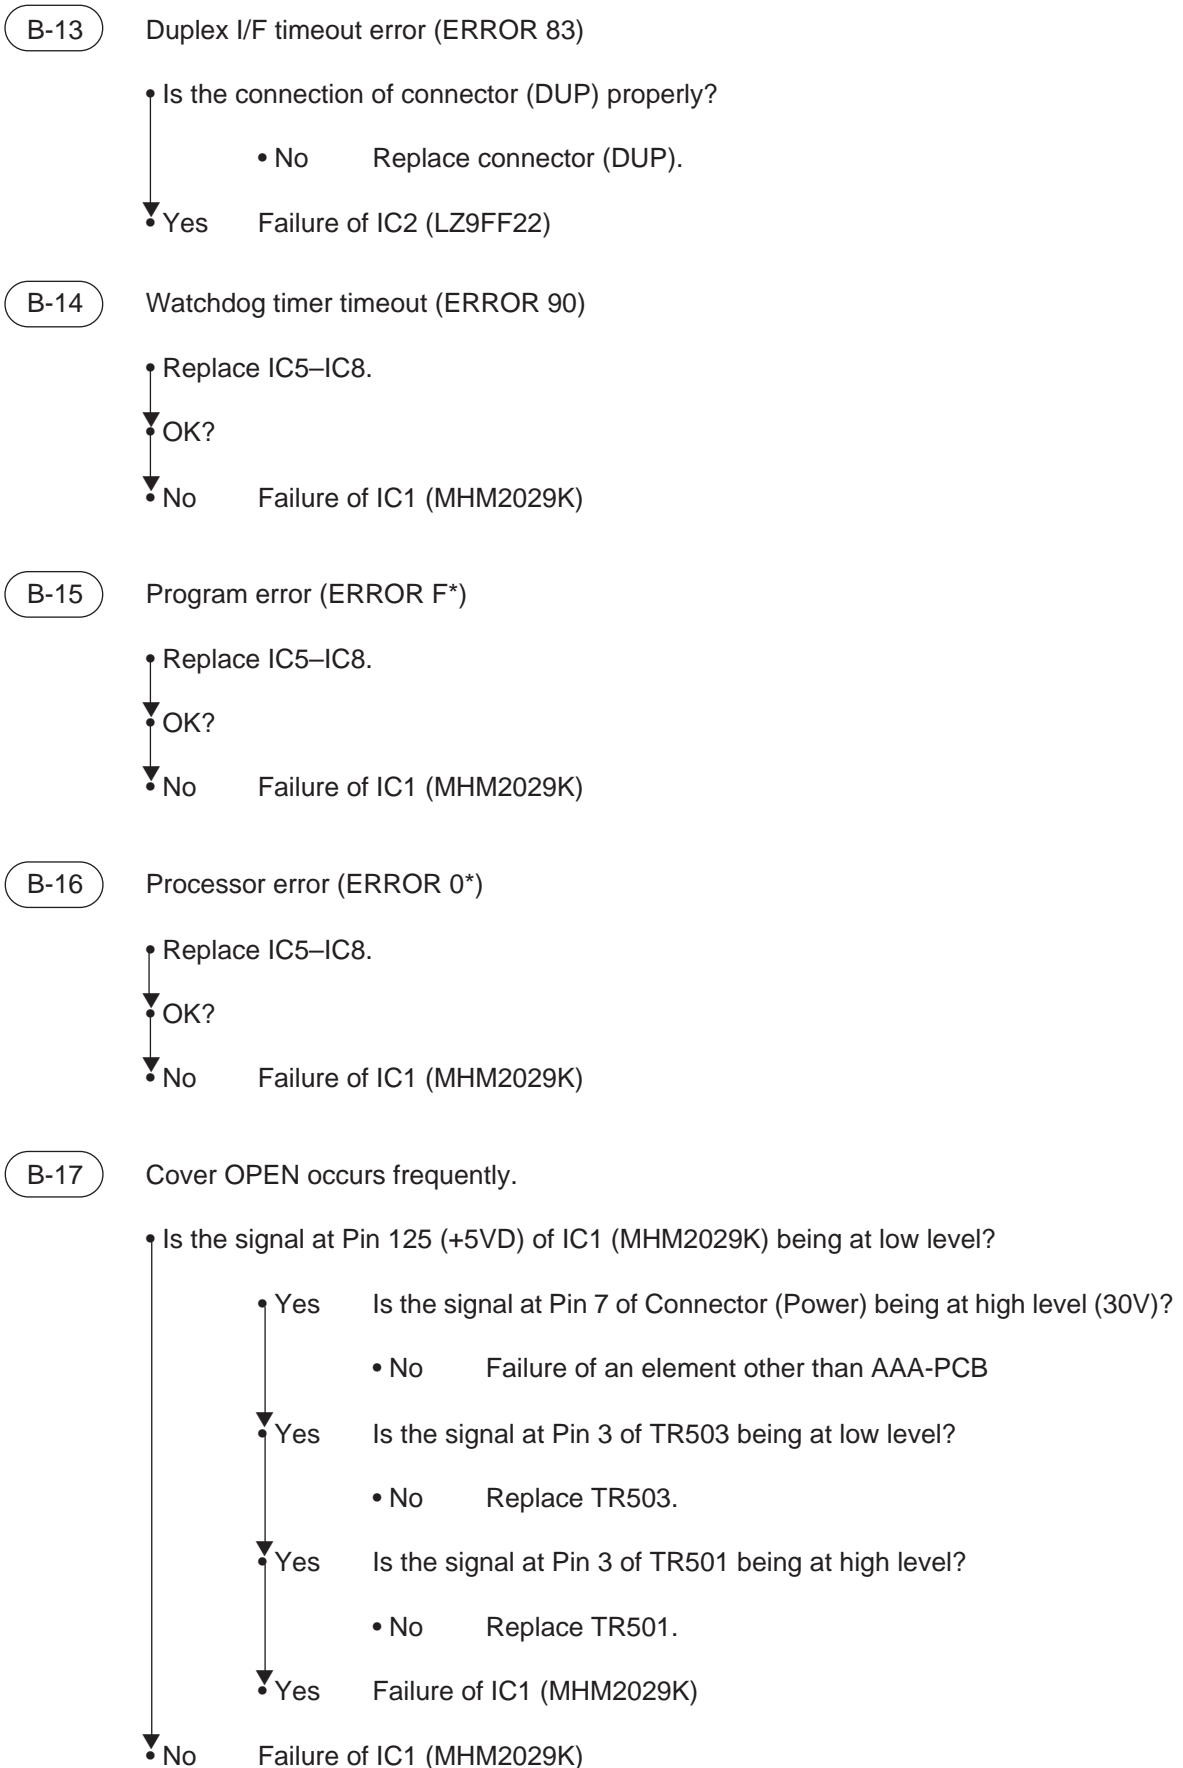 B-13 Duplex I/F timeout error (ERROR 83)
• Is the connection of connector (DUP) properly?
• No Replace connector (DUP).
• Yes Failure of IC2 (LZ9FF22)
B-14 Watchdog timer timeout (ERROR 90)
• Replace IC5–IC8.
• OK?
• No Failure of IC1 (MHM2029K)
B-15 Program error (ERROR F*)
• Replace IC5–IC8.
• OK?
• No Failure of IC1 (MHM2029K)
B-16 Processor error (ERROR 0*)
• Replace IC5–IC8.
• OK?
• No Failure of IC1 (MHM2029K)
B-17 Cover OPEN occurs frequently.
• Is the signal at Pin 125 (+5VD) of IC1 (MHM2029K) being at low level?
• Yes Is the signal at Pin 7 of Connector (Power) being at high level (30V)?
• No Failure of an element other than AAA-PCB
• Yes Is the signal at Pin 3 of TR503 being at low level?
• No Replace TR503.
• Yes Is the signal at Pin 3 of TR501 being at high level?
• No Replace TR501.
• Yes Failure of IC1 (MHM2029K)
• No Failure of IC1 (MHM2029K)